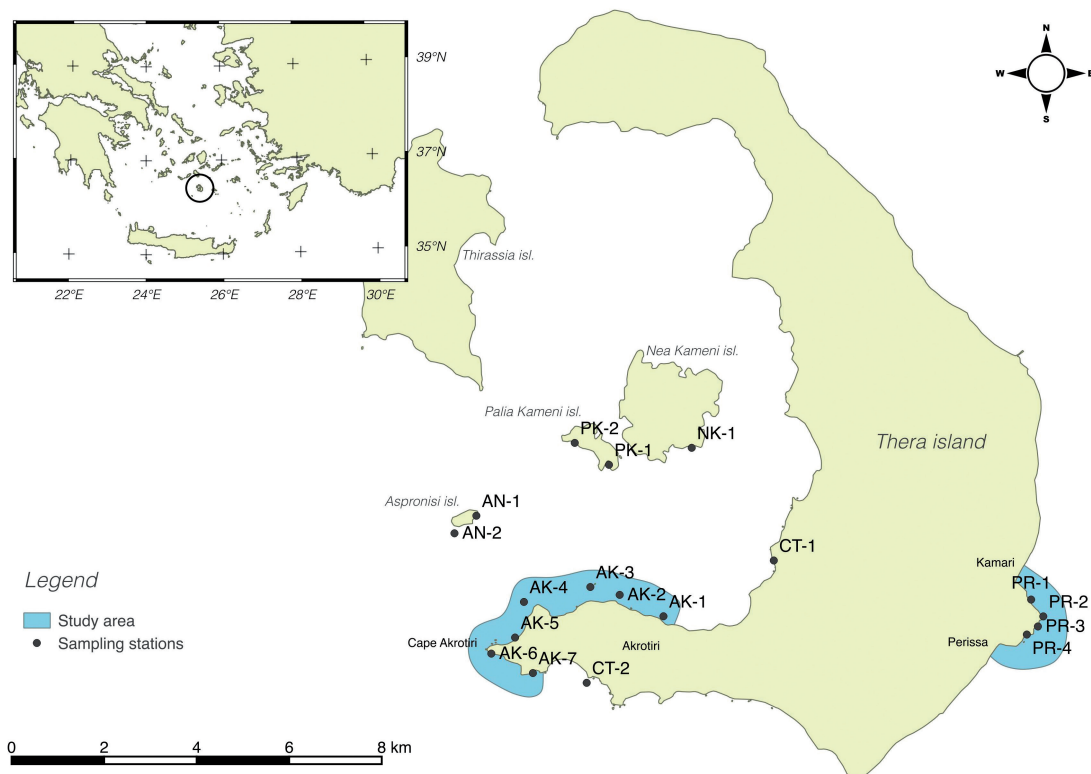 N
W
E
S
39°N
37°N
35°N
22°E
24°E
26°E
28°E
30°E
Thirassia isl.
Nea Kameni isl.
Palia Kameni isl.
PK-2
NK-1
PK-1
Thera island
Aspronisi isl.
AN-1
AN-2
CT-1
Kamari
Legend
AK-3
PR-1
AK-4
AK-2
PR-2
Study area
AK-1
PR-3
Sampling stations
AK-5
Cape Akrotiri
Akrotiri
Perissa
PR-4
AK-6
AK-7
CT-2
0
2
4
6
8 km